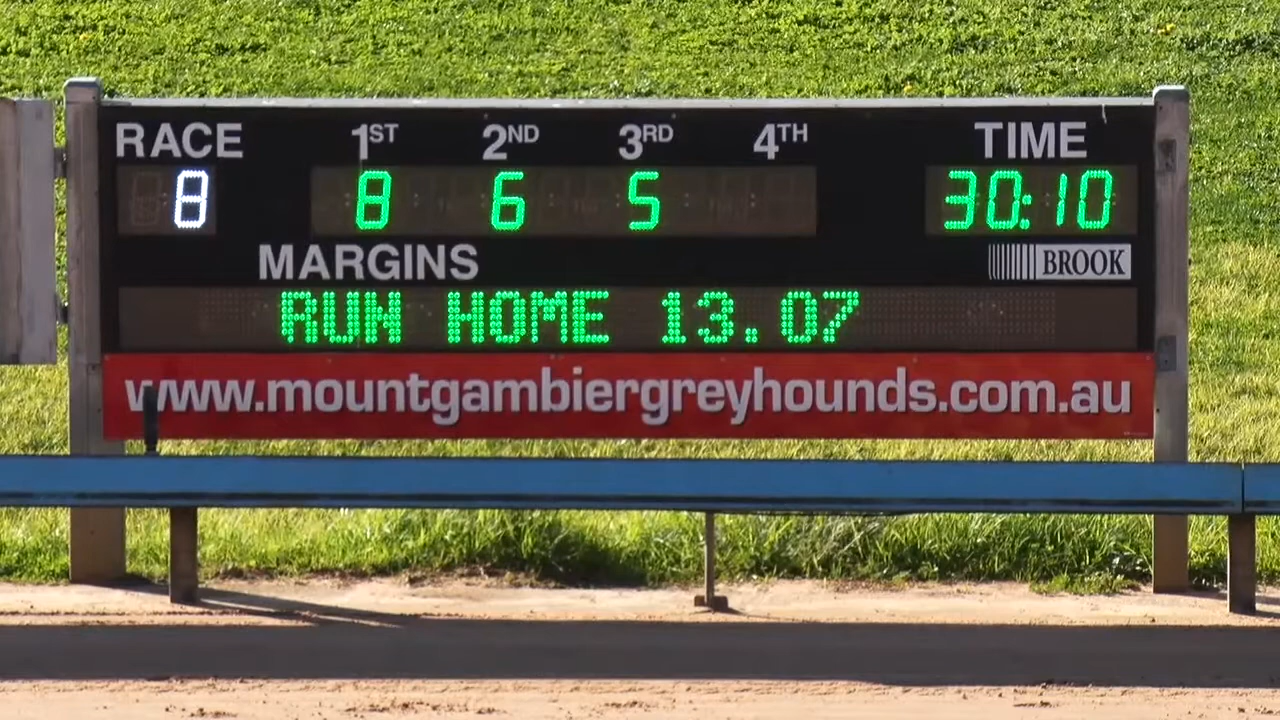 RACE 1ST 2ND 3RD 4TH TIME
8 8 6 5 30:10
MARGINS BROOK
RUN HOME 13.07
www.mountgambiergreyhounds.com.au